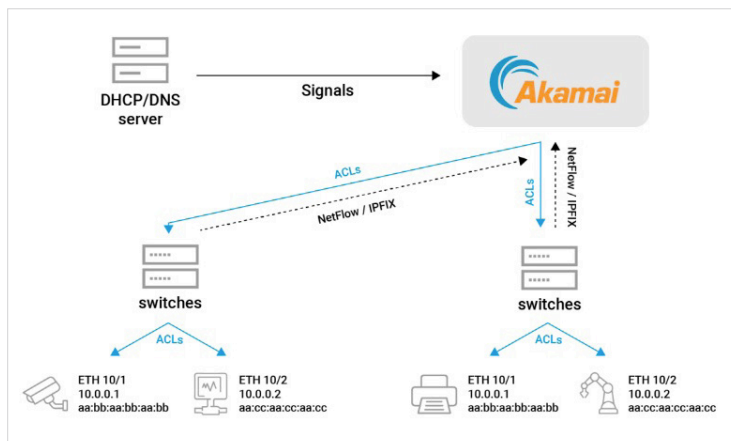 DHCP/DNS
server
Signals
Akamai
ACLs
NetFlow / IPFIX
ACLs
NetFlow / IPFIX
switches
switches
ACLs
ACLs
ETH 10/1
10.0.0.1
aa:bb:aa:bb:aa:bb
ETH 10/2
10.0.0.2
aa:cc:aa:cc:aa:cc
ETH 10/1
10.0.0.1
aa:bb:aa:bb:aa:bb
ETH 10/2
10.0.0.2
aa:cc:aa:cc:aa:cc